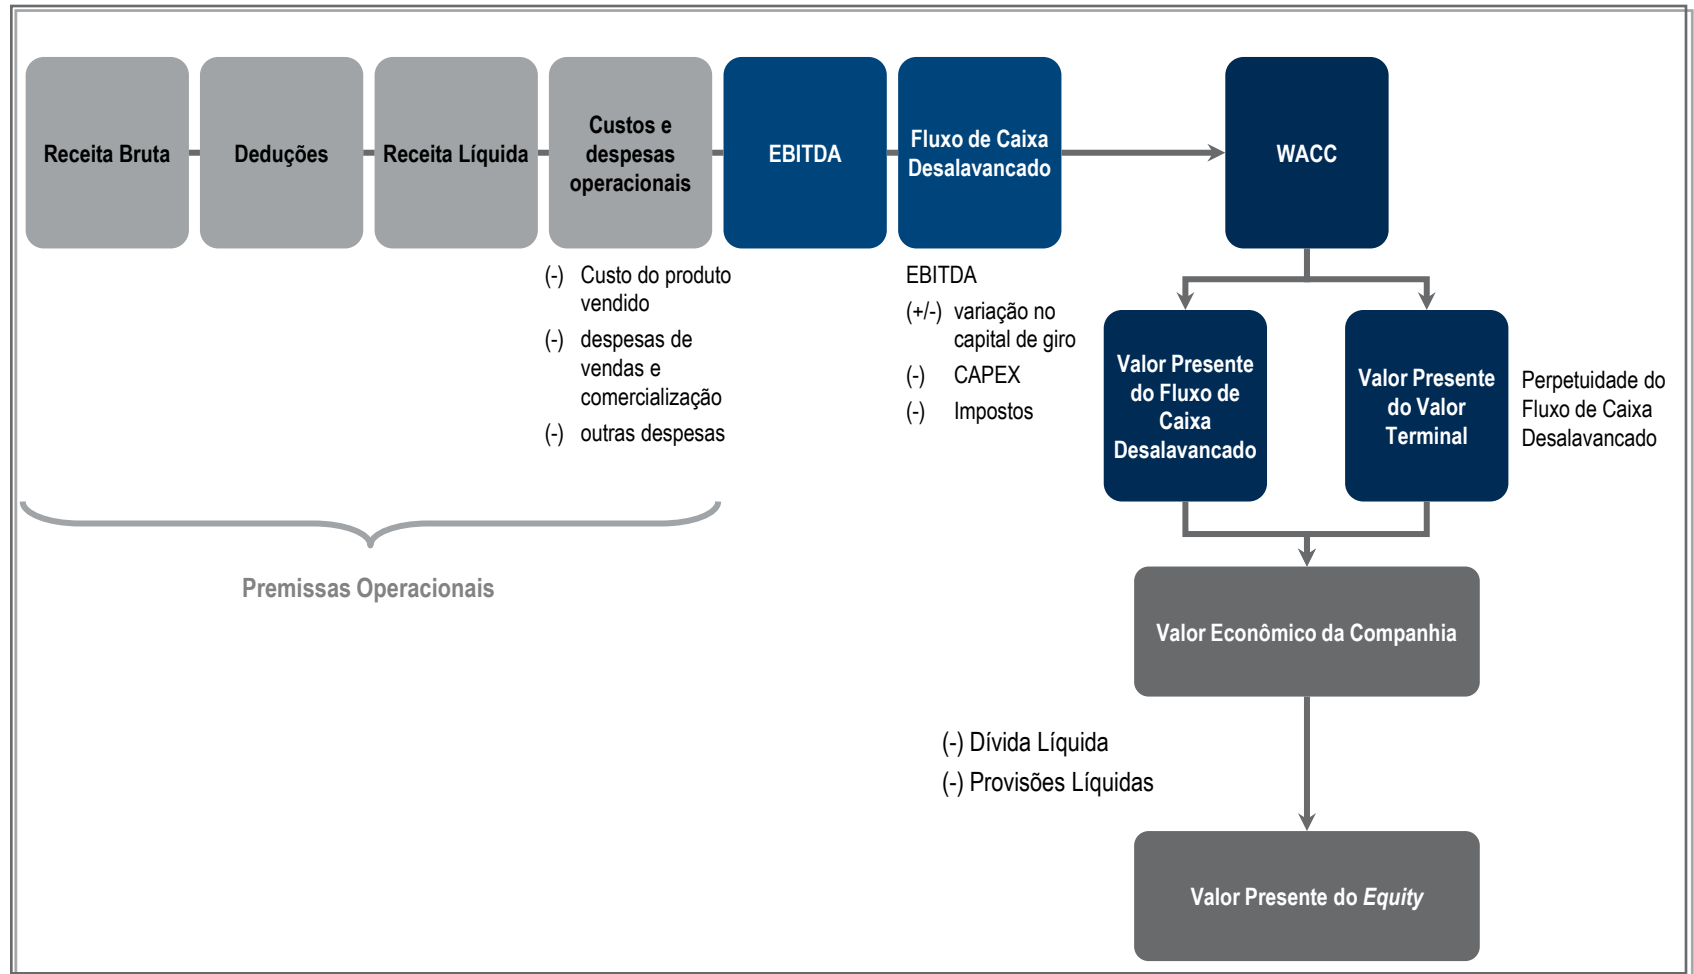 Receita Bruta
Deduções
Receita Líquida
Custos e
despesas
operacionais
EBITDA
Fluxo de Caixa
Desalavancado
WACC
(-) Custo do produto
vendido
(-) despesas de
vendas e
comercialização
(-) outras despesas
EBITDA
(+/-) variação no
capital de giro
(-) CAPEX
(-) Impostos
Valor Presente
do Fluxo de
Caixa
Desalavancado
Valor Presente
do Valor
Terminal
Perpetuidade do
Fluxo de Caixa
Desalavancado
Premissas Operacionais
Valor Econômico da Companhia
(-) Dívida Líquida
(-) Provisões Líquidas
Valor Presente do Equity